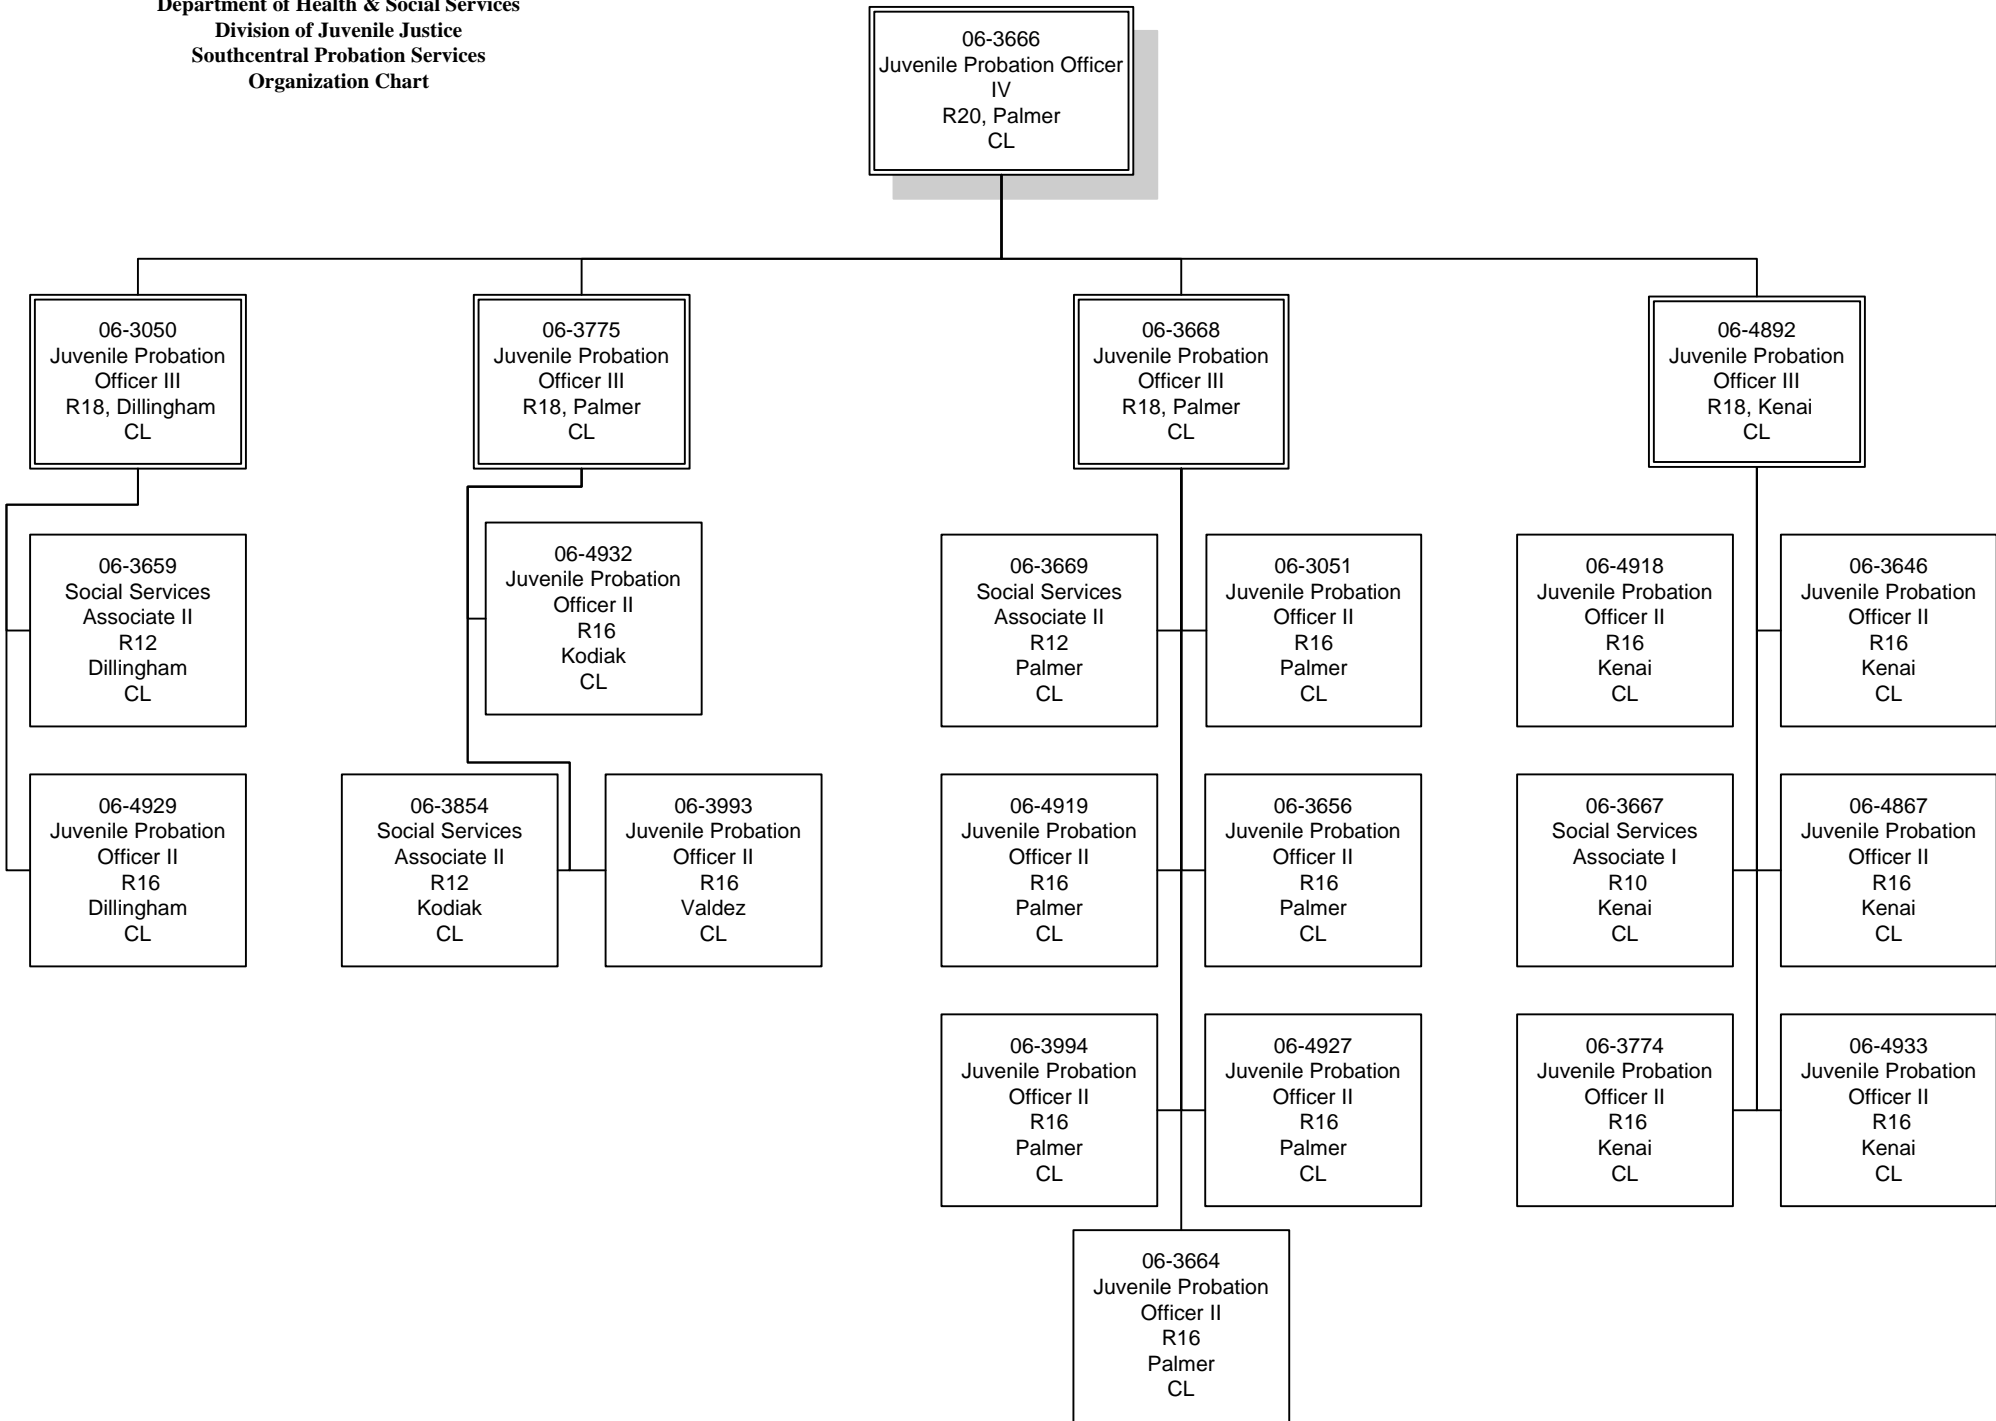 Department of Health & Social Services
Division of Juvenile Justice
Southcentral Probation Services
Organization Chart
06-3666
Juvenile Probation Officer
IV
R20, Palmer
CL
06-3050
Juvenile Probation
Officer III
R18, Dillingham
CL
06-3775
Juvenile Probation
Officer III
R18, Palmer
CL
06-3668
Juvenile Probation
Officer III
R18, Palmer
CL
06-4892
Juvenile Probation
Officer III
R18, Kenai
CL
06-3659
Social Services
Associate II
R12
Dillingham
CL
06-4932
Juvenile Probation
Officer II
R16
Kodiak
CL
06-3669
Social Services
Associate II
R12
Palmer
CL
06-3051
Juvenile Probation
Officer II
R16
Palmer
CL
06-4918
Juvenile Probation
Officer II
R16
Kenai
CL
06-3646
Juvenile Probation
Officer II
R16
Kenai
CL
06-4929
Juvenile Probation
Officer II
R16
Dillingham
CL
06-3854
Social Services
Associate II
R12
Kodiak
CL
06-3993
Juvenile Probation
Officer II
R16
Valdez
CL
06-4919
Juvenile Probation
Officer II
R16
Palmer
CL
06-3656
Juvenile Probation
Officer II
R16
Palmer
CL
06-3667
Social Services
Associate I
R10
Kenai
CL
06-4867
Juvenile Probation
Officer II
R16
Kenai
CL
06-3994
Juvenile Probation
Officer II
R16
Palmer
CL
06-4927
Juvenile Probation
Officer II
R16
Palmer
CL
06-3774
Juvenile Probation
Officer II
R16
Kenai
CL
06-4933
Juvenile Probation
Officer II
R16
Kenai
CL
06-3664
Juvenile Probation
Officer II
R16
Palmer
CL